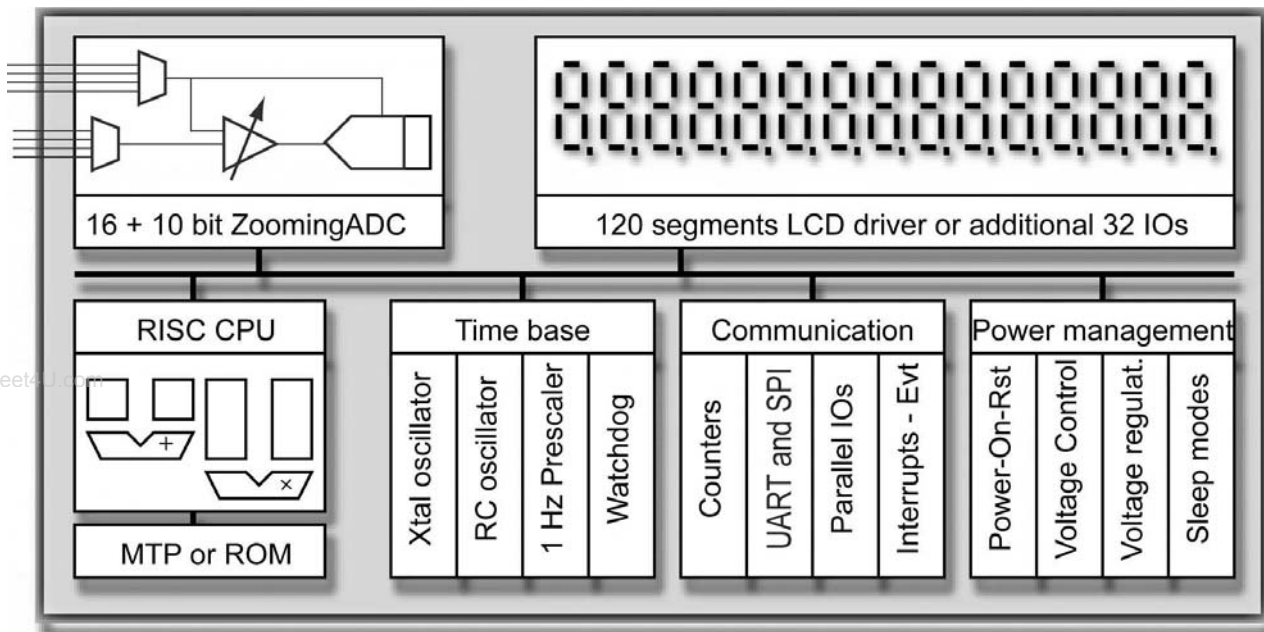 16 + 10 bit ZoomingADC
120 segments LCD driver or additional 32 IOs
RISC CPU
+
×
MTP or ROM
Time base
Xtal oscillator
RC oscillator
1 Hz Prescaler
Watchdog
Communication
Counters
UART and SPI
Parallel IOs
Interrupts - Evt
Power management
Power-On-Rst
Voltage Control
Voltage regulat.
Sleep modes
eet4U.com